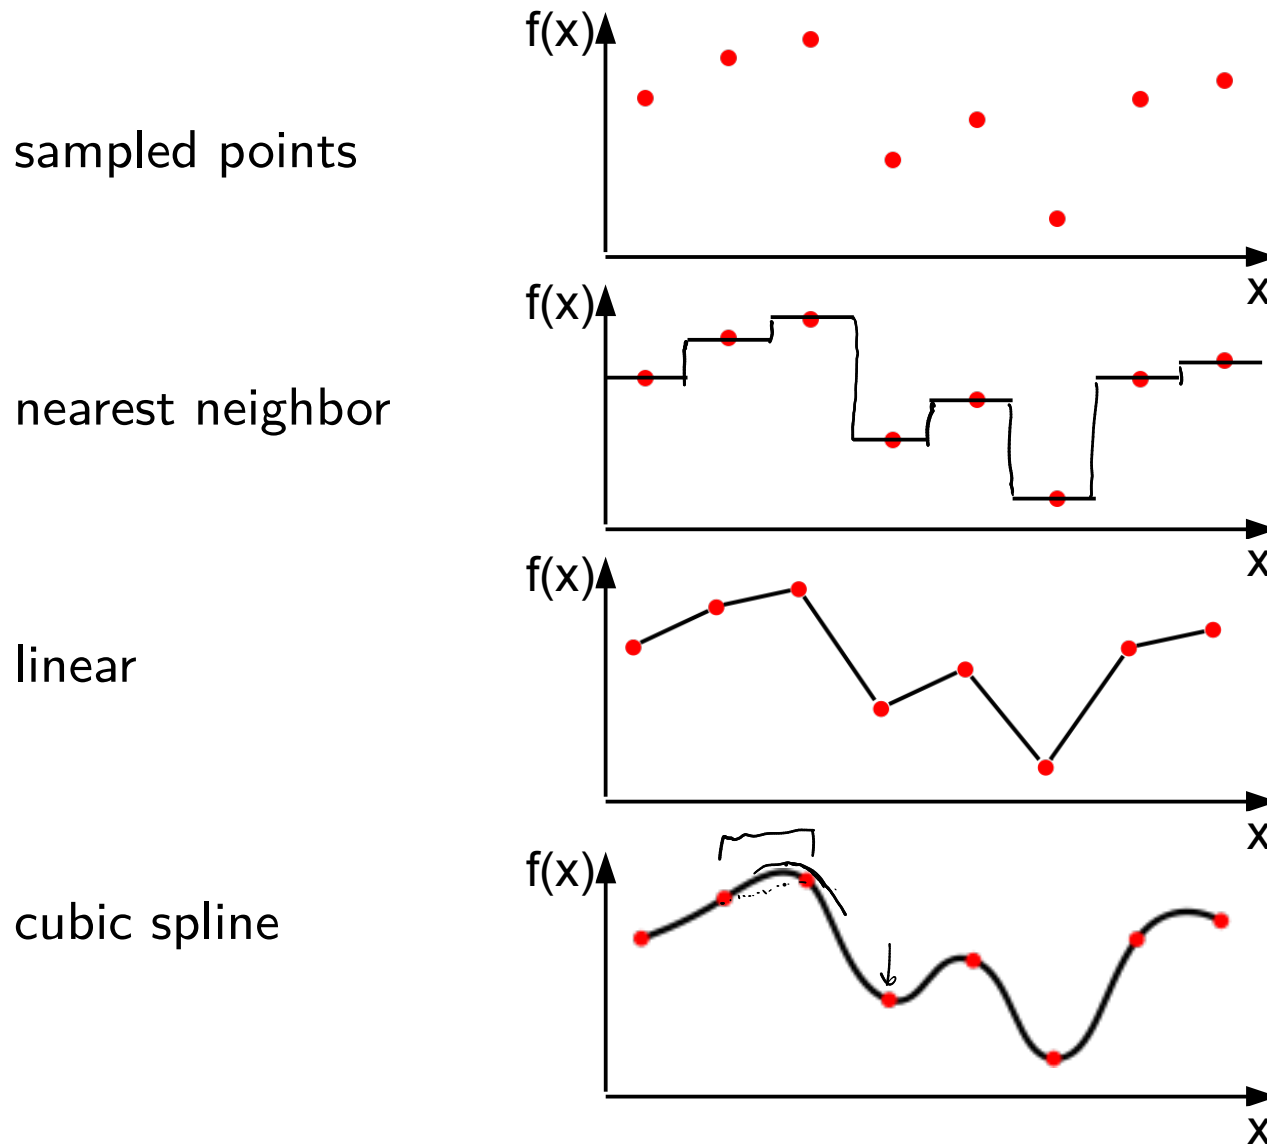 f(x)
sampled points
x
f(x)
nearest neighbor
x
f(x)
linear
x
f(x)
cubic spline
x